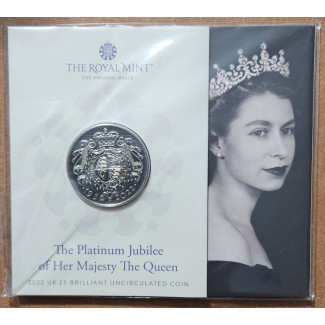 THE ROYAL MINT
THE ORIGINAL MAKER
The Platinum Jubilee
of Her Majesty The Queen
2022 UK £5 BRILLIANT UNCIRCULATED COIN